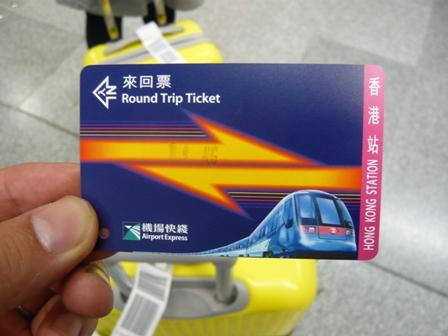 來回票
Round Trip Ticket
機場快綫
Airport Express
香港站
HONG KONG STATION